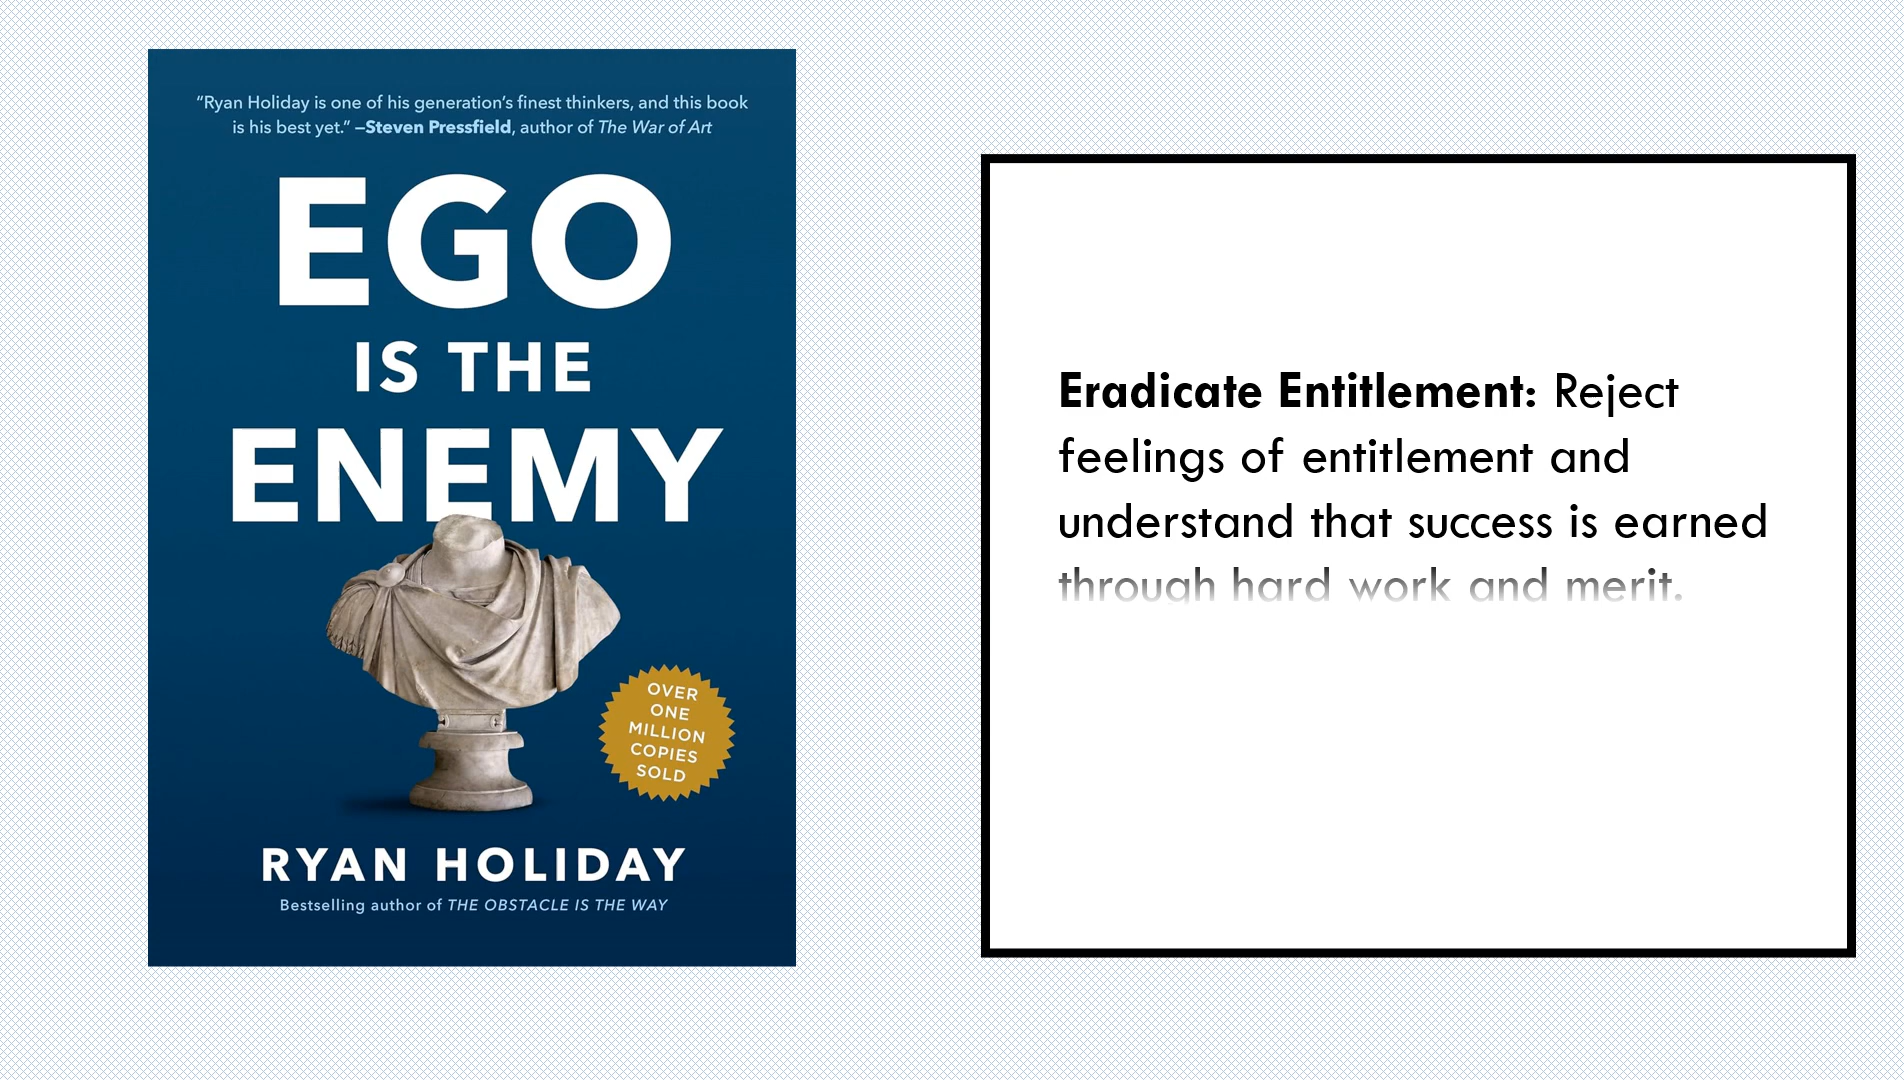 “Ryan Holiday is one of his generation’s finest thinkers, and this book
is his best yet.” —Steven Pressfield, author of The War of Art
EGO
IS THE
ENEMY
OVER
ONE
MILLION
COPIES
SOLD
RYAN HOLIDAY
Bestselling author of THE OBSTACLE IS THE WAY
Eradicate Entitlement: Reject
feelings of entitlement and
understand that success is earned
through hard work and merit.